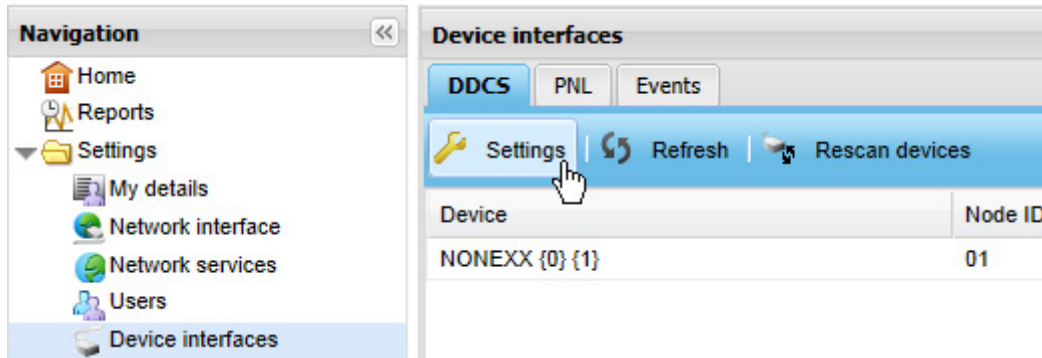 Navigation
Home
Reports
Settings
My details
Network interface
Network services
Users
Device interfaces
Device interfaces
DDCS PNL Events
Settings Refresh Rescan devices
Device Node ID
NONEXX {0} {1} 01